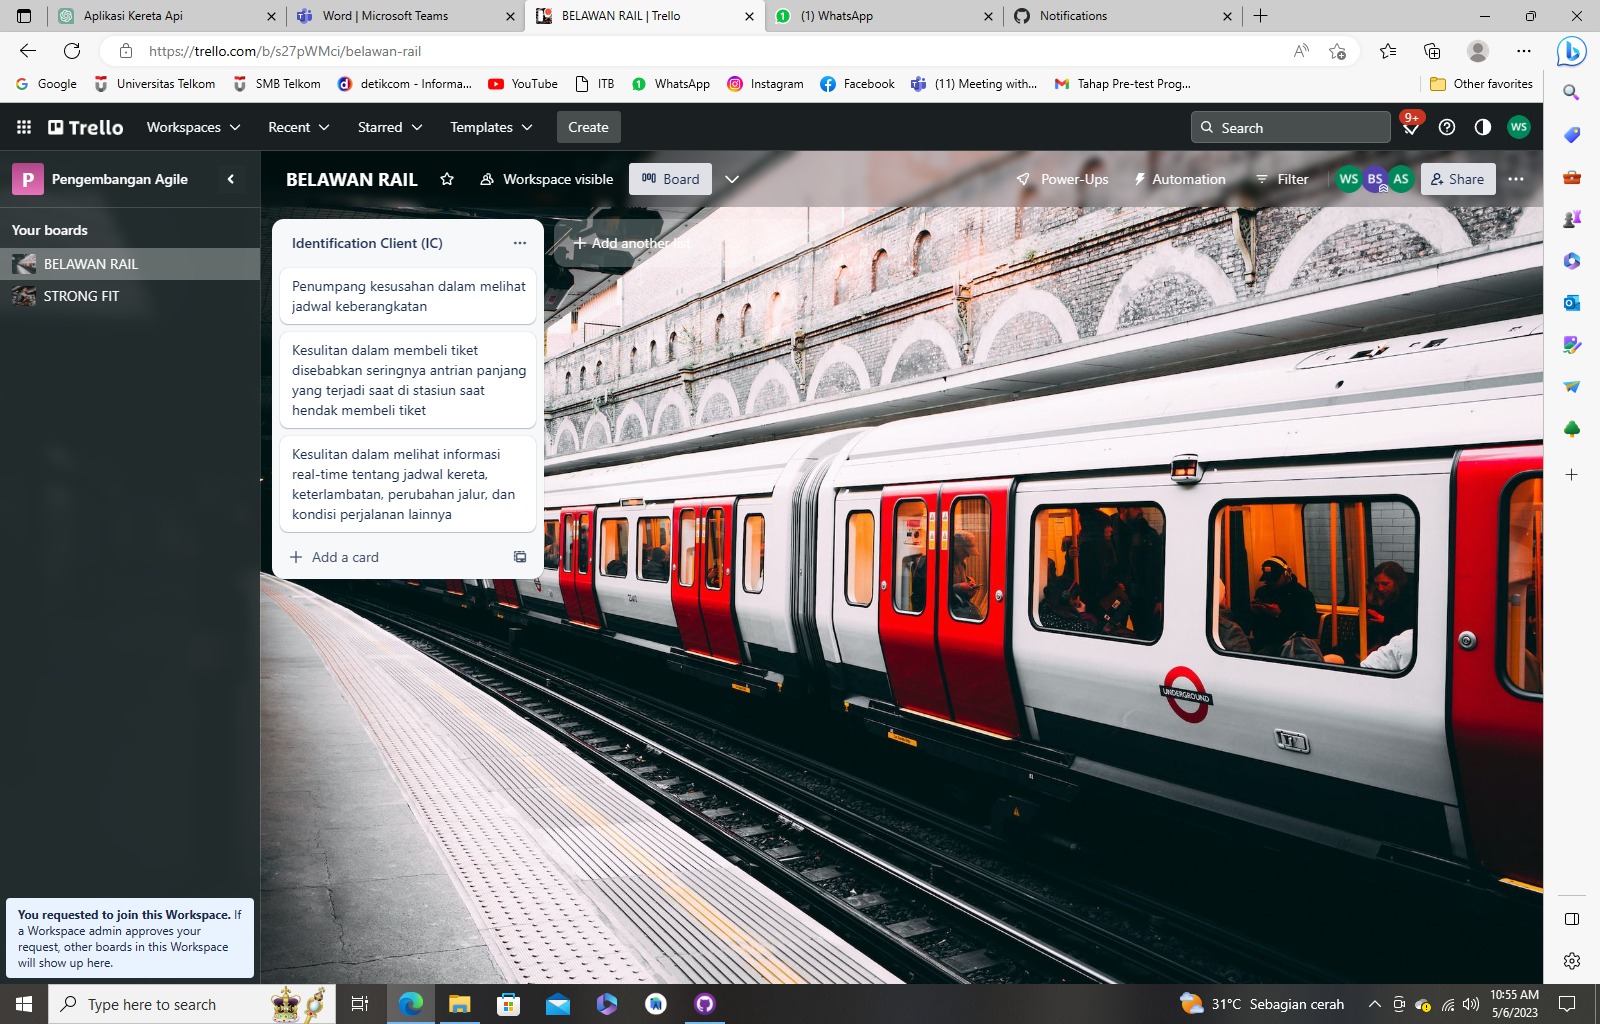 Aplikasi Kereta Api
Word | Microsoft Teams
BELAWAN RAIL | Trello
(1) WhatsApp
Notifications
https://trello.com/b/s27pWMci/belawan-rail
Google
Universitas Telkom
SMB Telkom
detikcom - Informa...
YouTube
ITB
WhatsApp
Instagram
Facebook
(11) Meeting with...
Tahap Pre-test Prog...
Other favorites
Trello
Workspaces
Recent
Starred
Templates
Create
Search
9+
WS
P
Pengembangan Agile
BELAWAN RAIL
Workspace visible
Board
Power-Ups
Automation
Filter
WS
BS
AS
Share
Your boards
BELAWAN RAIL
STRONG FIT
Identification Client (IC)
Penumpang kesusahan dalam melihat
jadwal keberangkatan
Kesulitan dalam membeli tiket
disebabkan seringnya antrian panjang
yang terjadi saat di stasiun saat
hendak membeli tiket
Kesulitan dalam melihat informasi
real-time tentang jadwal kereta,
keterlambatan, perubahan jalur, dan
kondisi perjalanan lainnya
Add a card
Add another list
UNDERGROUND
You requested to join this Workspace. If
a Workspace admin approves your
request, other boards in this Workspace
will show up here.
Type here to search
31°C Sebagian cerah
10:55 AM
5/6/2023